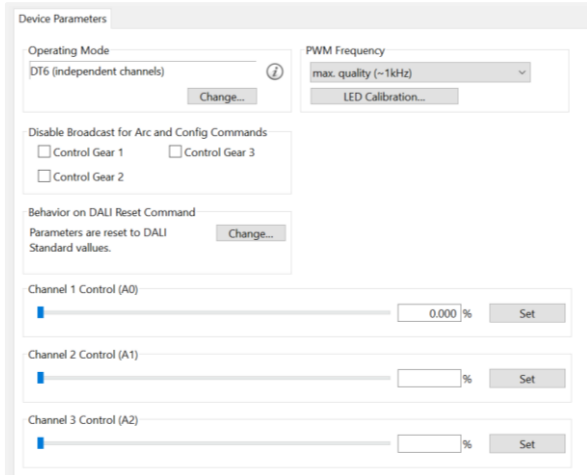 Device Parameters
Operating Mode
DT6 (independent channels)
i
Change...
PWM Frequency
max. quality (~1kHz)
LED Calibration...
Disable Broadcast for Arc and Config Commands
Control Gear 1
Control Gear 3
Control Gear 2
Behavior on DALI Reset Command
Parameters are reset to DALI
Standard vallues.
Change...
Channel 1 Control (A0)
0.000 % Set
Channel 2 Control (A1)
% Set
Channel 3 Control (A2)
% Set